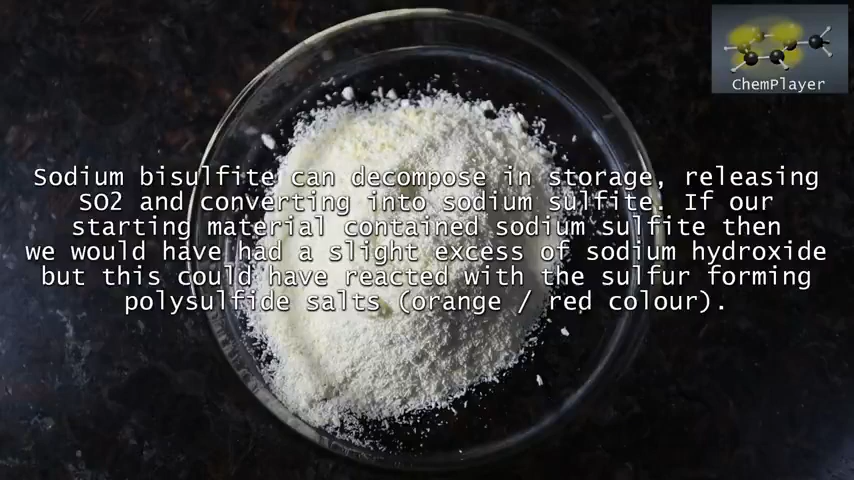 ChemPlayer
Sodium bisulfite can decompose in storage, releasing
SO2 and converting into sodium sulfite. If our
starting material contained sodium sulfite then
we would have had a slight excess of sodium hydroxide
but this could have reacted with the sulfur forming
polysulfide salts (orange / red colour).